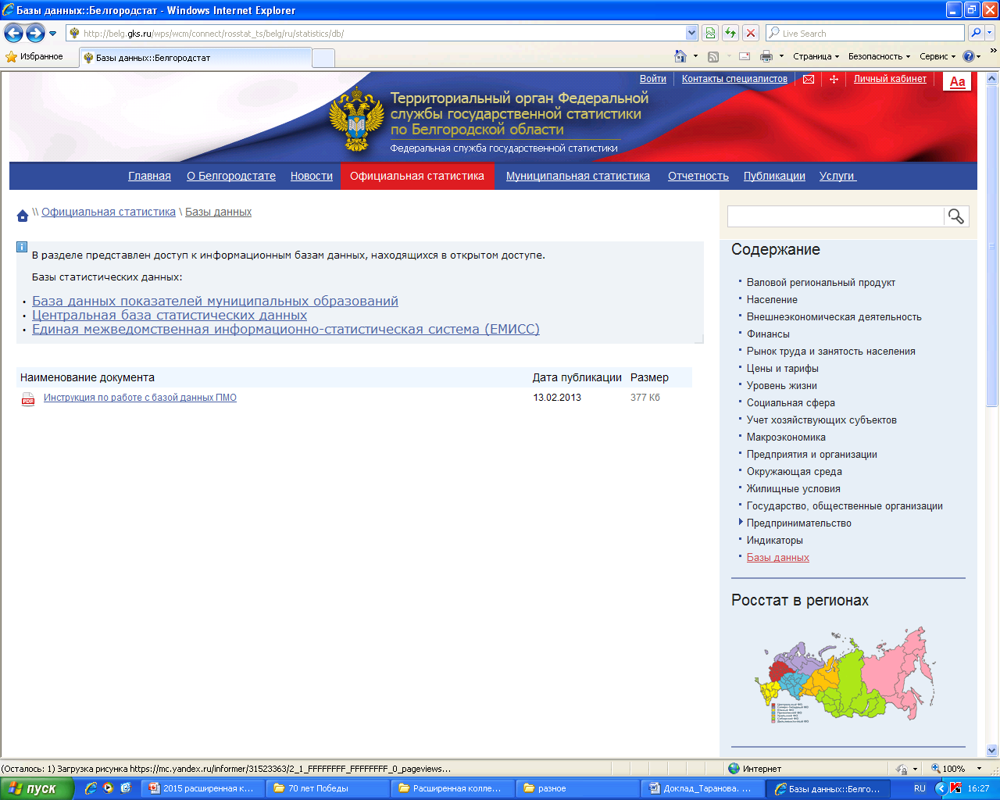 Базы данных::Белгородстат - Windows Internet Explorer
http://belg.gks.ru/wps/wcm/connect/rosstat_ts/belg/ru/statistics/db/
Live Search
Избранное
Базы данных::Белгородстат
Страница
Безопасность
Сервис
Войти
Контакты специалистов
Личный кабинет
Aa
Территориальный орган Федеральной
службы государственной статистики
по Белгородской области
Федеральная служба государственной статистики
Главная
О Белгородстате
Новости
Официальная статистика
Муниципальная статистика
Отчетность
Публикации
Услуги
\\ Официальная статистика \ Базы данных
В разделе представлен доступ к информационным базам данных, находящихся в открытом доступе.
Базы статистических данных:
• База данных показателей муниципальных образований
• Центральная база статистических данных
• Единая межведомственная информационно-статистическая система (ЕМИСС)
Наименование документа Дата публикации Размер
PDF Инструкция по работе с базой данных ПМО 13.02.2013 377 Кб
Содержание
Валовой региональный продукт
Население
Внешнеэкономическая деятельность
Финансы
Рынок труда и занятость населения
Цены и тарифы
Уровень жизни
Социальная сфера
Учет хозяйствующих субъектов
Макроэкономика
Предприятия и организации
Окружающая среда
Жилищные условия
Государство, общественные организации
Предпринимательство
Индикаторы
Базы данных
Росстат в регионах
(Осталось: 1) Загрузка рисунка https://mc.yandex.ru/informer/31523363/2_1_FFFFFFFF_FFFFFFFF_0_pageviews...
Интернет
100%
пуск
2015 расширенная к...
70 лет Победы
Расширенная колле...
разное
Доклад_Таранова. ...
Базы данных::Белго...
RU
16:27